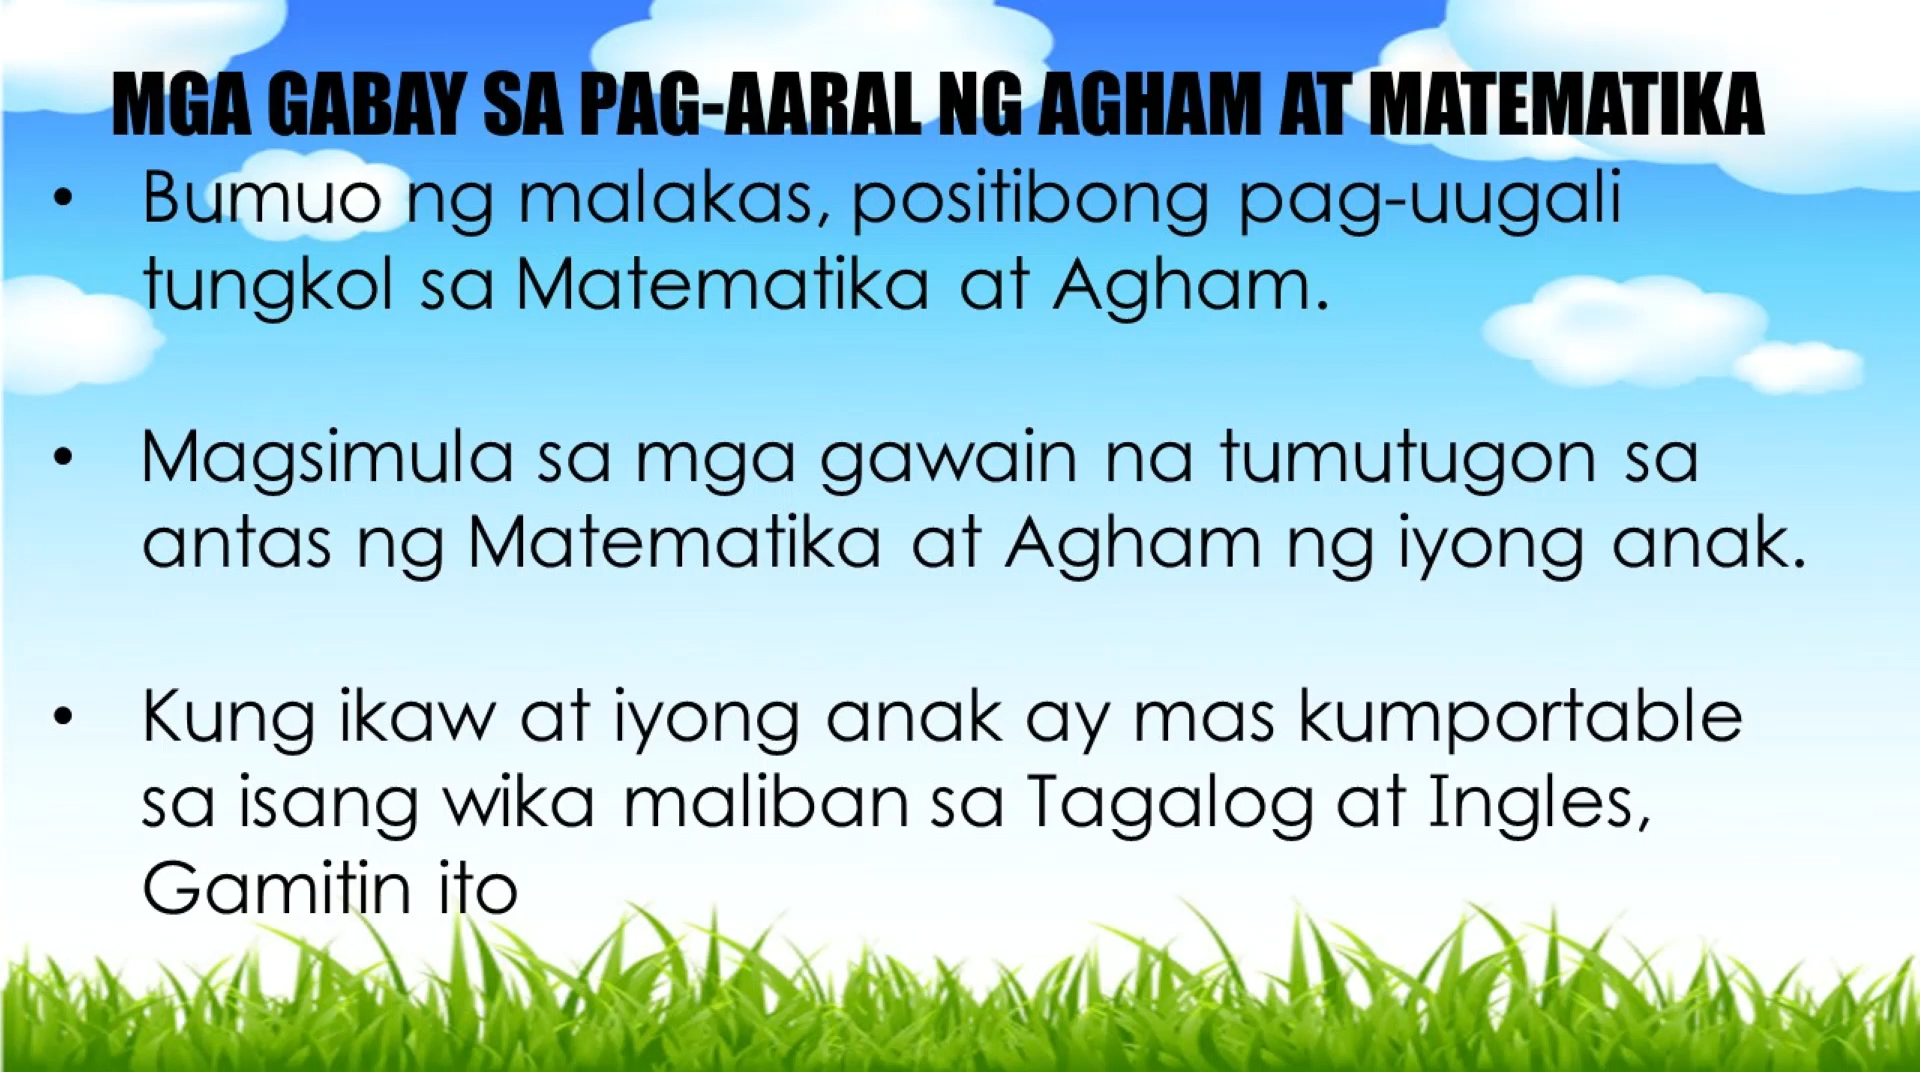 MGA GABAY SA PAG-AARAL NG AGHAM AT MATEMATIKA
• Bumuo ng malakas, positibong pag-uugali
tungkol sa Matematika at Agham.
• Magsimula sa mga gawain na tumutugon sa
antas ng Matematika at Agham ng iyong anak.
• Kung ikaw at iyong anak ay mas kumportable
sa isang wika maliban sa Tagalog at Ingles,
Gamitin ito